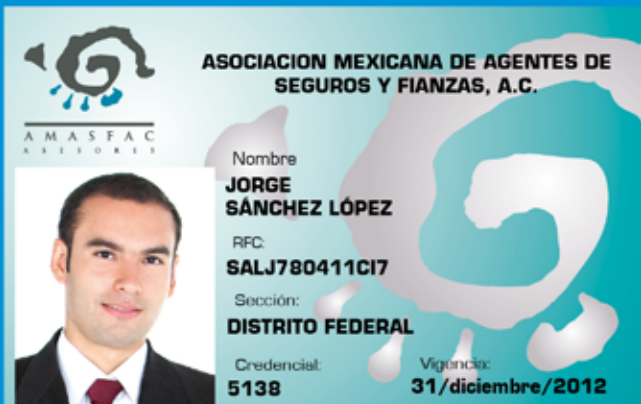 ASOCIACION MEXICANA DE AGENTES DE
SEGUROS Y FIANZAS, A.C.
AMASFAC
ASESORES
Nombre
JORGE
SÁNCHEZ LÓPEZ
RFC:
SALJ780411CI7
Sección:
DISTRITO FEDERAL
Credencial:
5138
Vigencia:
31/diciembre/2012